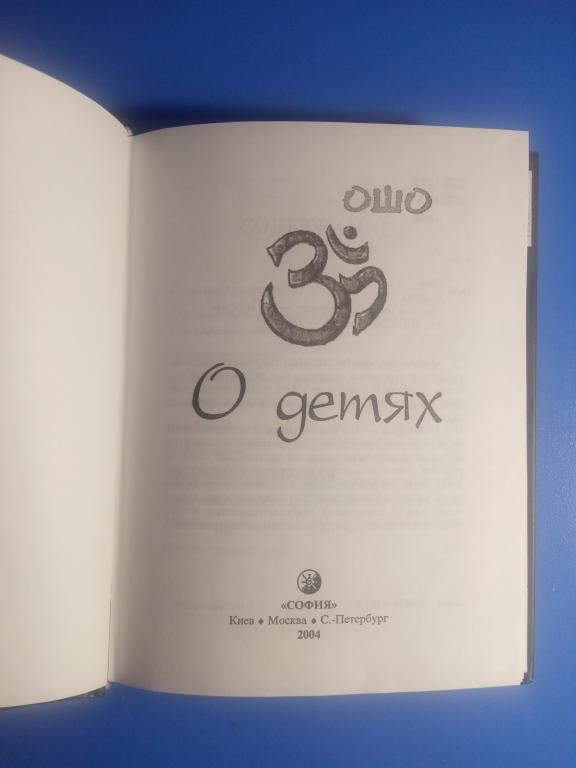 ошо
ॐ
О детях
«СОФИЯ»
Киев ♦ Москва ♦ С.-Петербург
2004